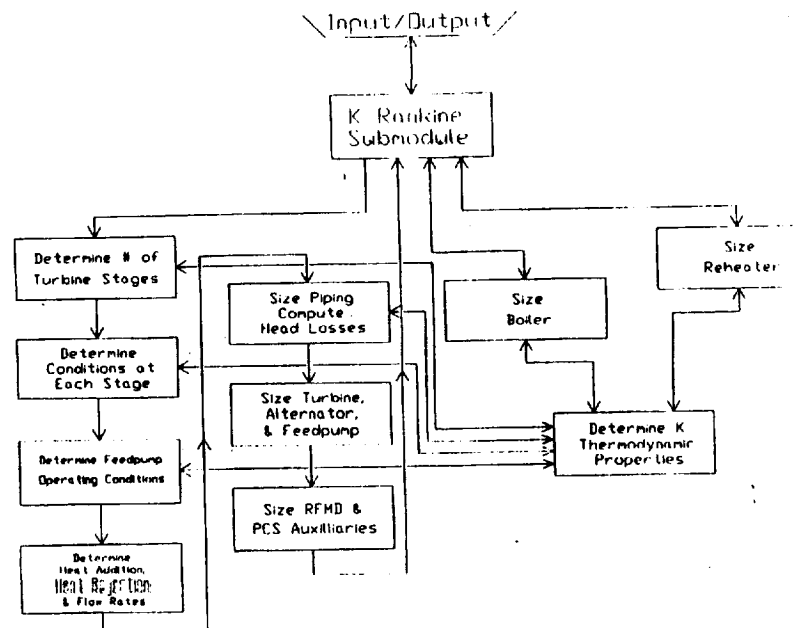 Input/Output
K Rankine
Submodule
Determine # of
Turbine Stages
Size Piping
Compute
Head Losses
Size
Boiler
Size
Reheater
Determine
Conditions at
Each Stage
Size Turbine,
Alternator,
& Feedpump
Determine K
Thermodynamic
Properties
Determine Feedpump
Operating Conditions
Size RFMD &
PCS Auxilliaries
Determine
Heat Addition,
Heat Rejection
& Flow Rates